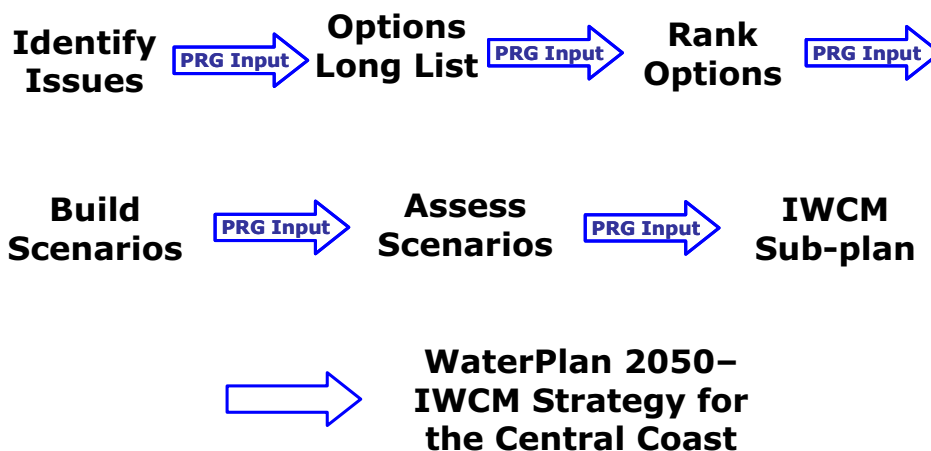 Identify
Issues
PRG Input
Options
Long List
PRG Input
Rank
Options
PRG Input
Build
Scenarios
PRG Input
Assess
Scenarios
PRG Input
IWCM
Sub-plan
WaterPlan 2050–
IWCM Strategy for
the Central Coast